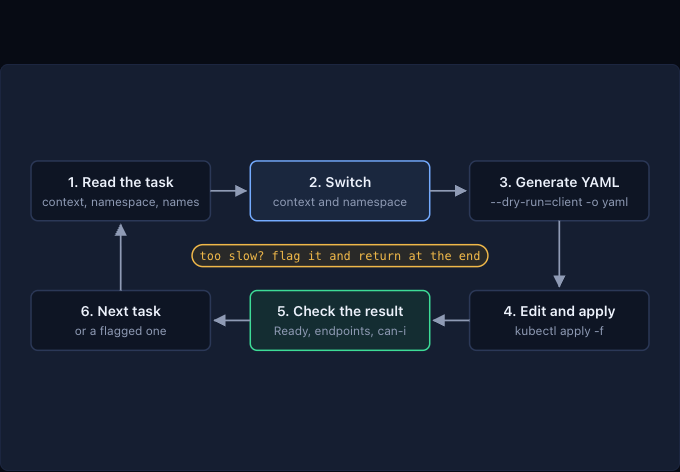 1. Read the task
context, namespace, names
2. Switch
context and namespace
3. Generate YAML
--dry-run=client -o yaml
too slow? flag it and return at the end
6. Next task
or a flagged one
5. Check the result
Ready, endpoints, can-i
4. Edit and apply
kubectl apply -f